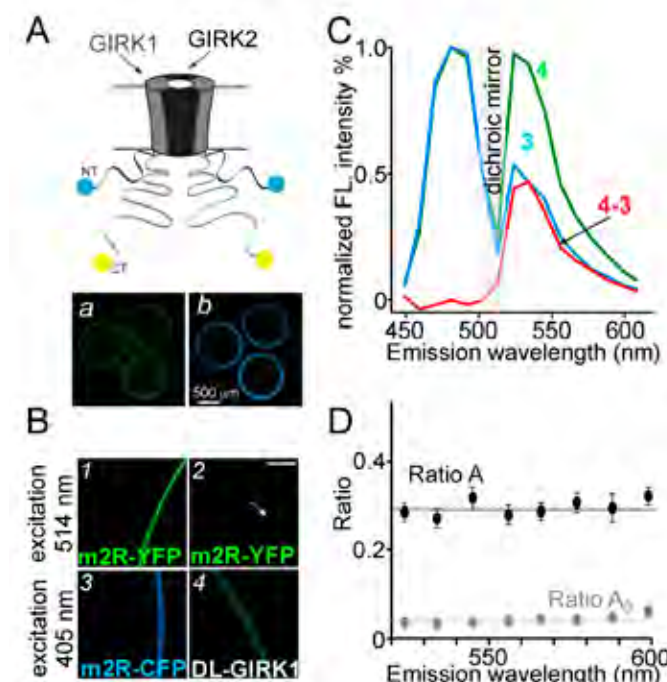 A
GIRK1
GIRK2
NT
CT
a
b
500 μm
B
excitation
514 nm
1
m2R-YFP
2
m2R-YFP
excitation
405 nm
3
m2R-CFP
4
DL-GIRK1
C
normalized FL. intensity %
1.0
0.5
0
dichroic mirror
4
3
4-3
450
500
550
600
Emission wavelength (nm)
D
Ratio
0.4
0.2
0
Ratio A
Ratio A₀
550
600
Emission wavelength (nm)